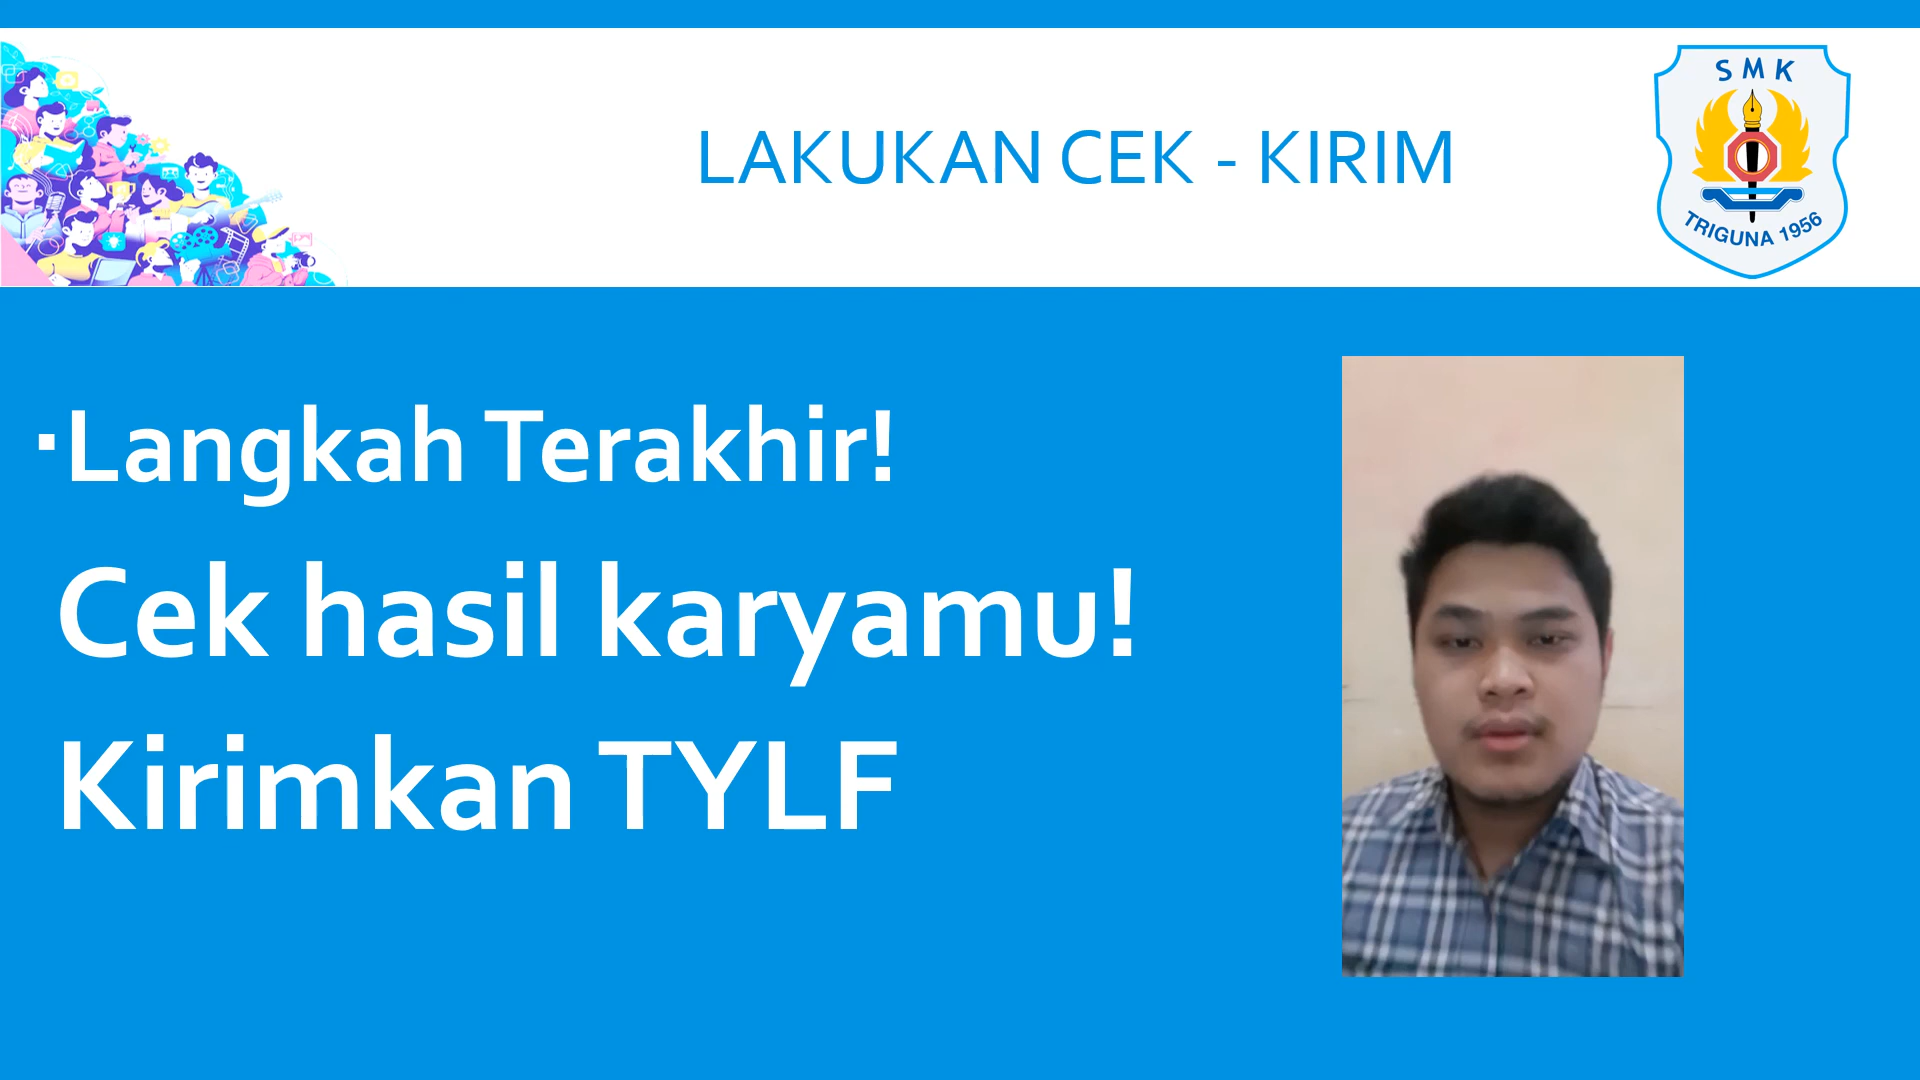 LAKUKAN CEK - KIRIM
SMK
TRIGUNA 1956
▪Langkah Terakhir!
Cek hasil karyamu!
Kirimkan TYLF